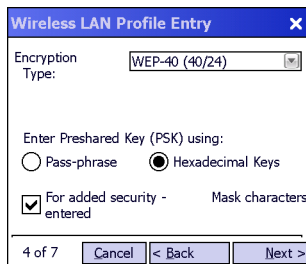 Wireless LAN Profile Entry
Encryption Type:
WEP-40 (40/24)
Enter Preshared Key (PSK) using:
Pass-phrase
Hexadecimal Keys
For added security - Mask characters entered
4 of 7
Cancel
< Back
Next >